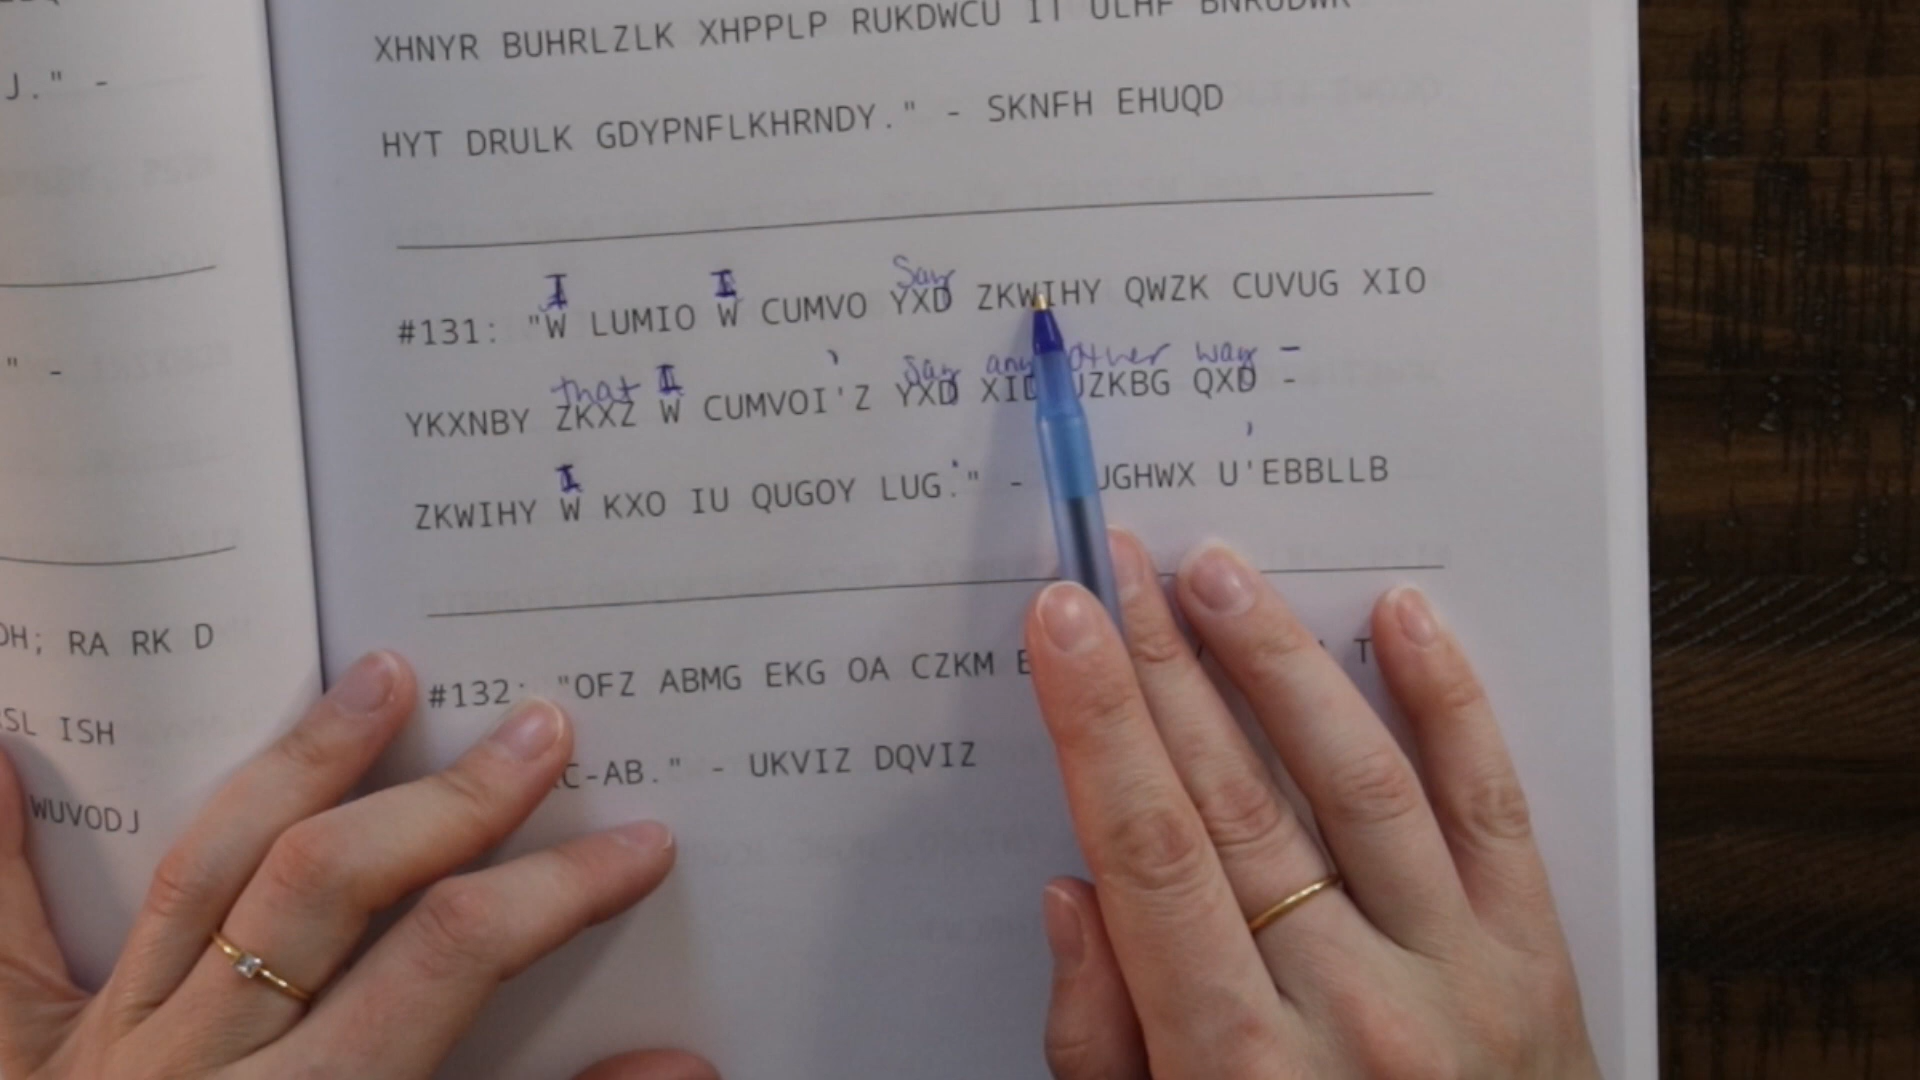 J." -
" -
OH; RA RK D
SL ISH
WUVODJ
XHNYR BUHRLZLK XHPPLP RUKDWCU IT ULHF BNRUDWR
HYT DRULK GDYPNFLKHRNDY." - SKNFH EHUQD
I I Say
#131: "W LUMIO W CUMVO YXD ZKWIHY QWZK CUVUG XIO
that I ' Say any other way -
YKXNBY ZKXZ W CUMVOI'Z YXD XID UZKBG QXD -
I . '
ZKWIHY W KXO IU QUGOY LUG." - UGHWX U'EBBLLB
#132: "OFZ ABMG EKG OA CZKM
C-AB." - UKVIZ DQVIZ